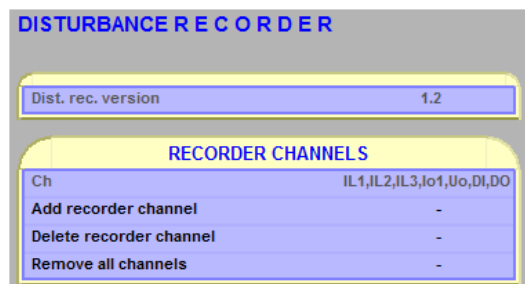 DISTURBANCE R E C O R D E R
Dist. rec. version 1.2
RECORDER CHANNELS
Ch IL1,IL2,IL3,Io1,Uo,DI,DO
Add recorder channel -
Delete recorder channel -
Remove all channels -